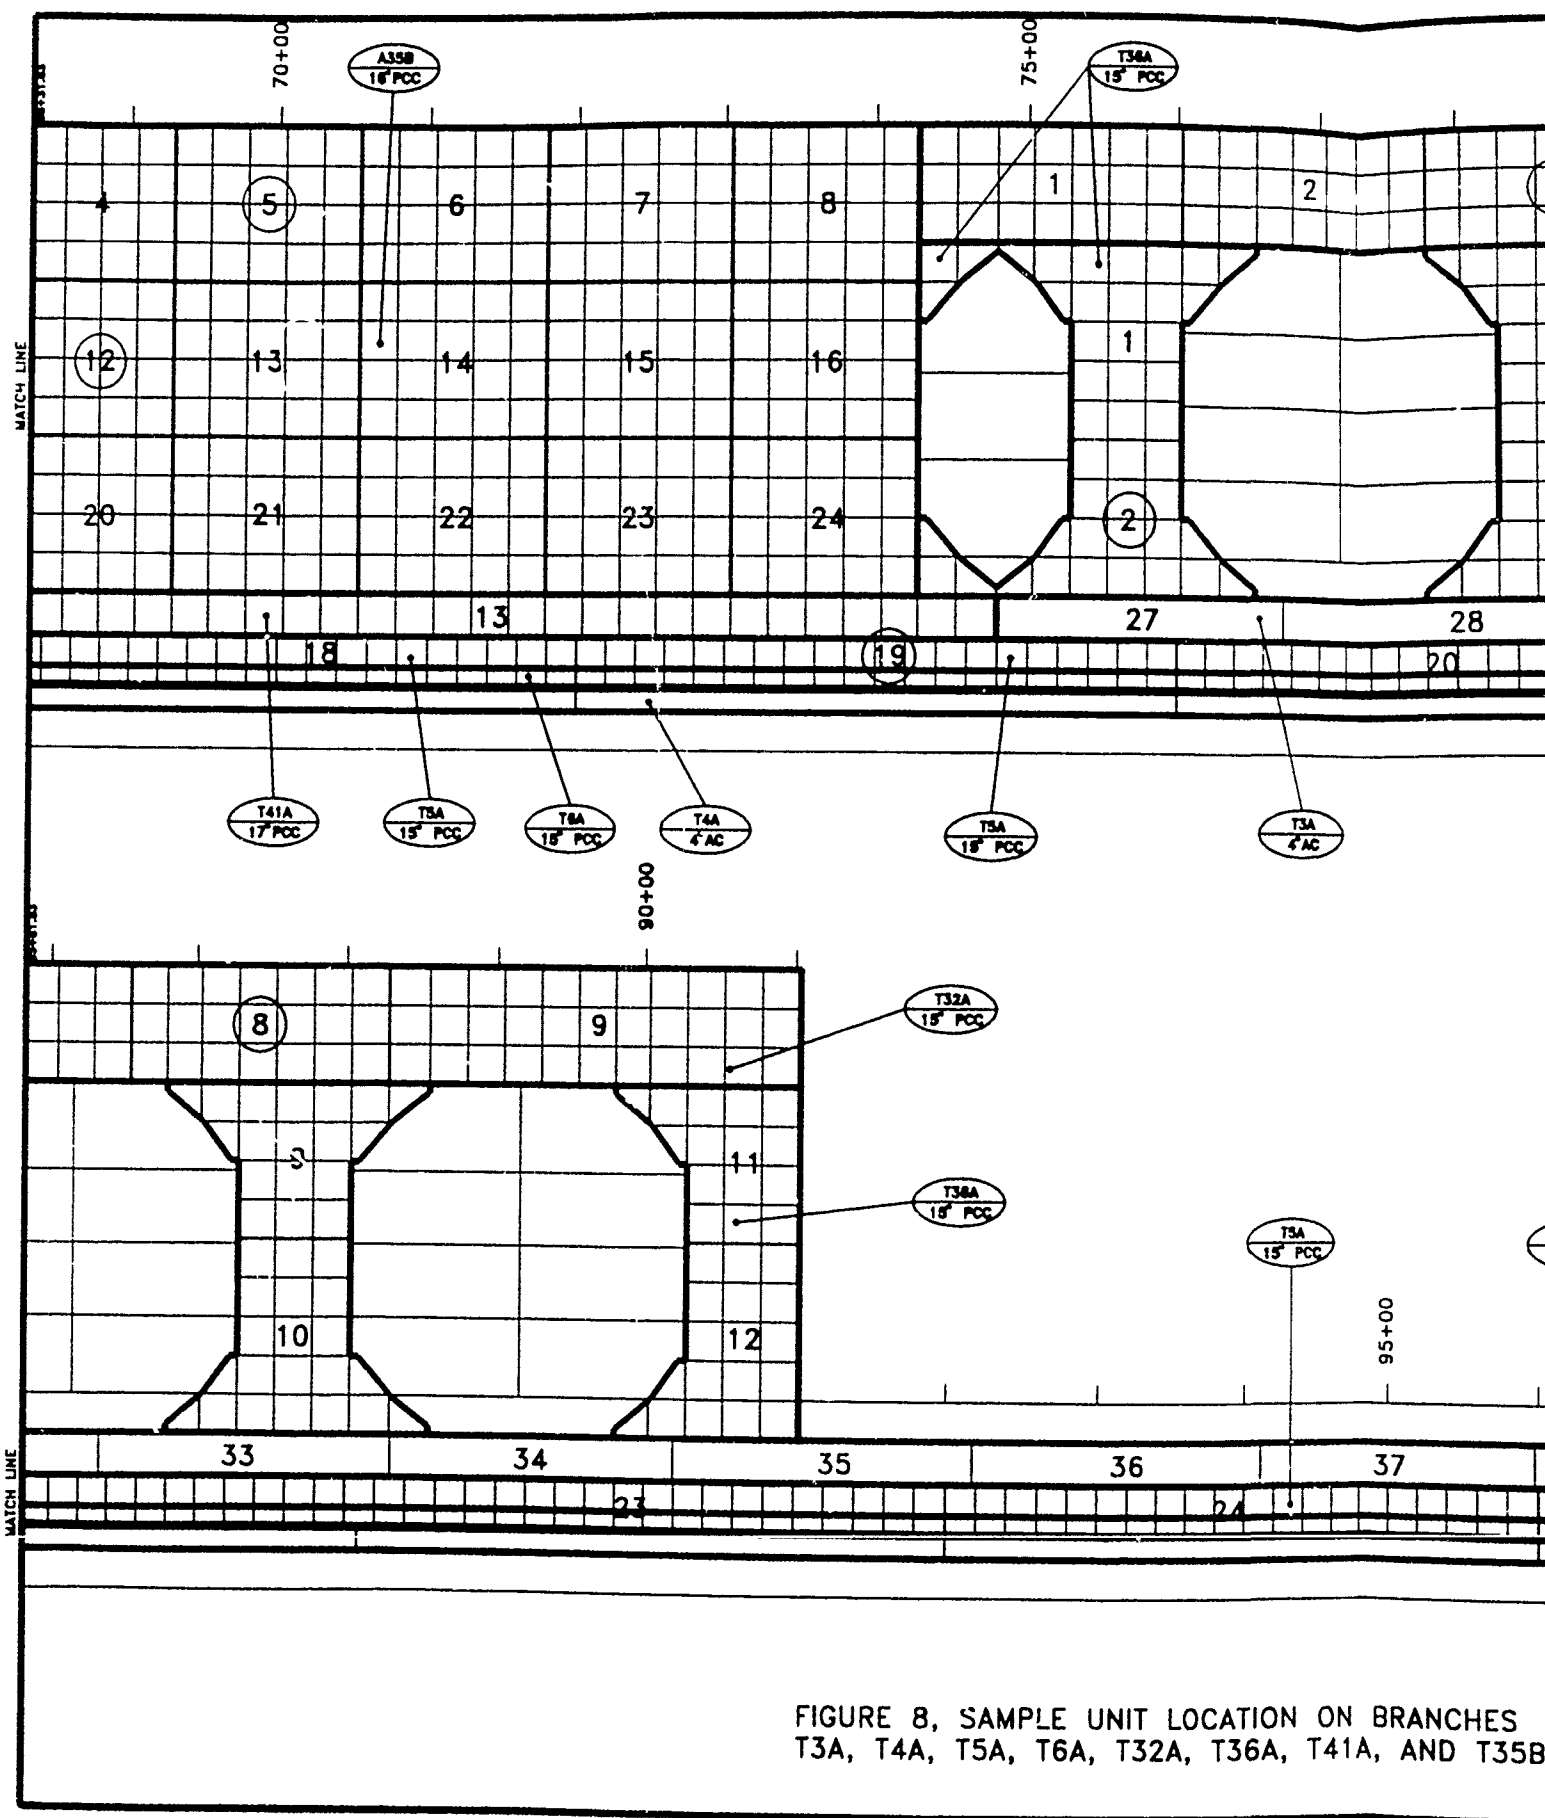 70+00
75+00
A35B
16" PCC
T36A
15" PCC
4
5
6
7
8
1
2
MATCH LINE
12
13
14
15
16
1
20
21
22
23
24
2
13
27
28
18
19
20
T41A
17" PCC
T5A
15" PCC
T6A
15" PCC
T4A
4" AC
T5A
15" PCC
T3A
4" AC
90+00
8
9
T32A
15" PCC
9
11
T36A
15" PCC
T5A
15" PCC
10
12
95+00
MATCH LINE
33
34
35
36
37
23
24
FIGURE 8, SAMPLE UNIT LOCATION ON BRANCHES
T3A, T4A, T5A, T6A, T32A, T36A, T41A, AND T35B